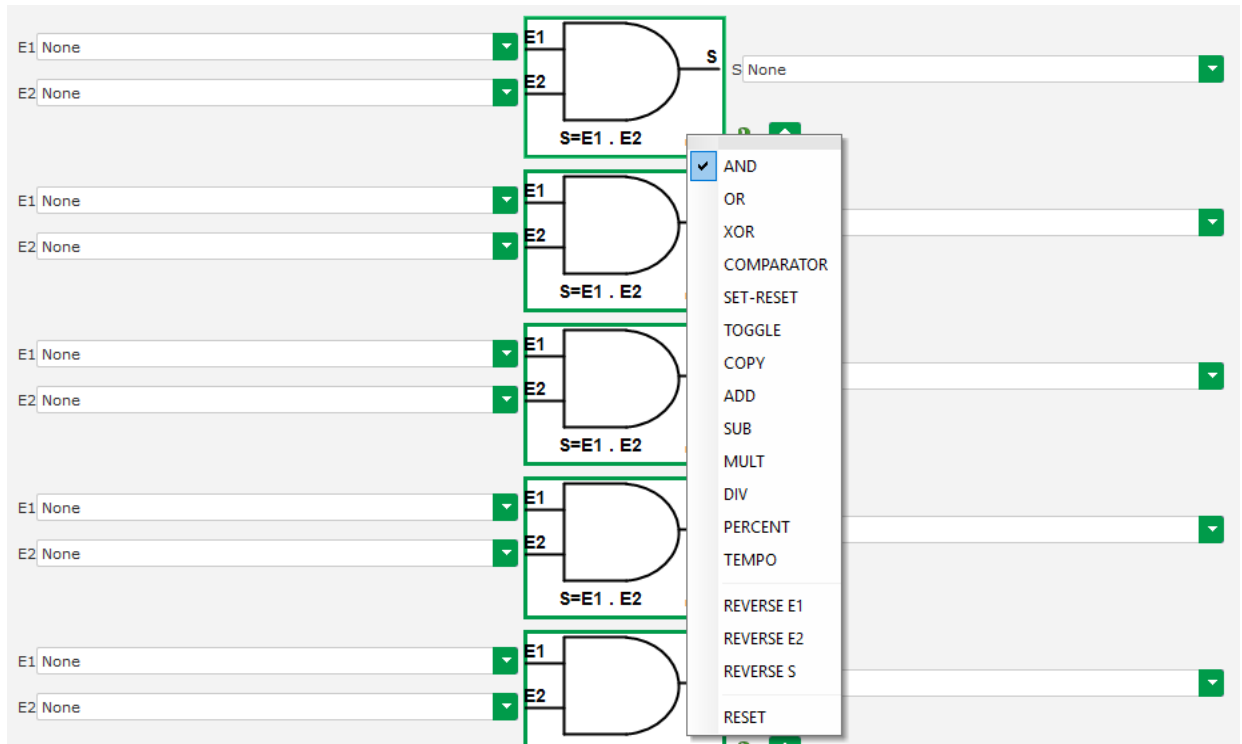 E1 None
E2 None
E1
E2
S
S=E1 . E2
S None
AND
OR
XOR
COMPARATOR
SET-RESET
TOGGLE
COPY
ADD
SUB
MULT
DIV
PERCENT
TEMPO
REVERSE E1
REVERSE E2
REVERSE S
RESET
E1 None
E2 None
E1
E2
S=E1 . E2
E1 None
E2 None
E1
E2
S=E1 . E2
E1 None
E2 None
E1
E2
S=E1 . E2
E1 None
E2 None
E1
E2